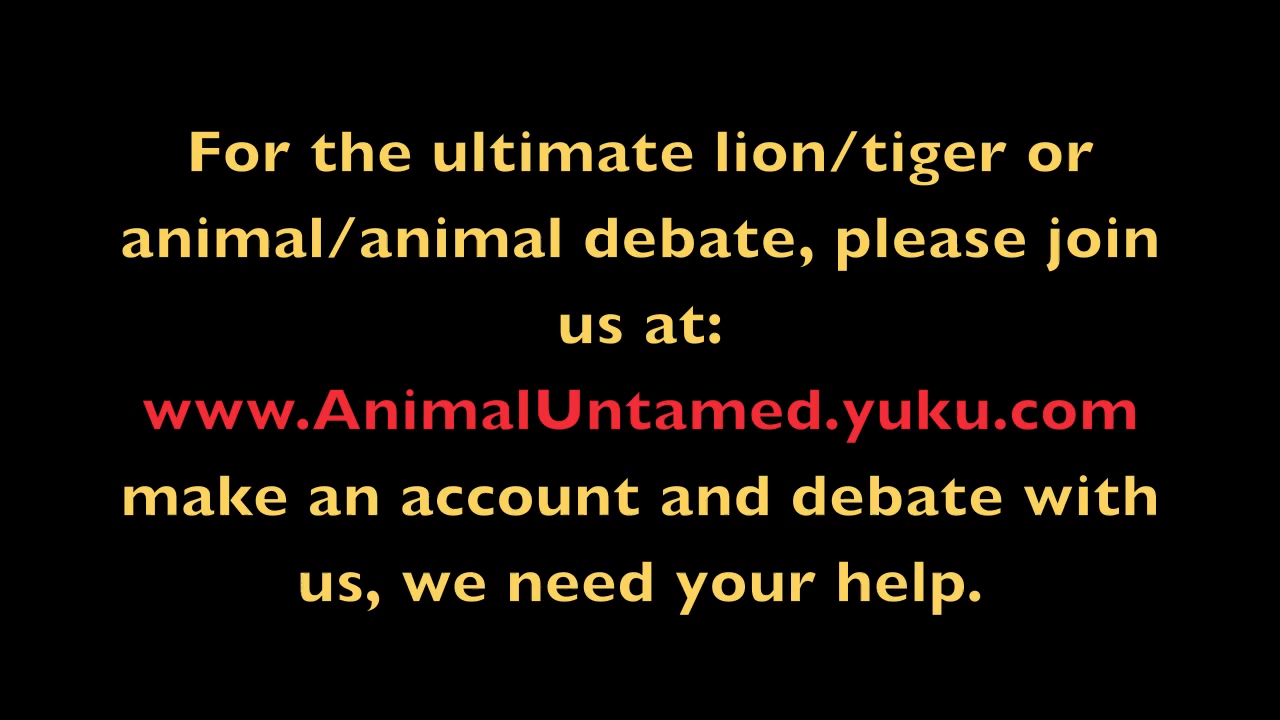 For the ultimate lion/tiger or
animal/animal debate, please join
us at:
www.AnimalUntamed.yuku.com
make an account and debate with
us, we need your help.